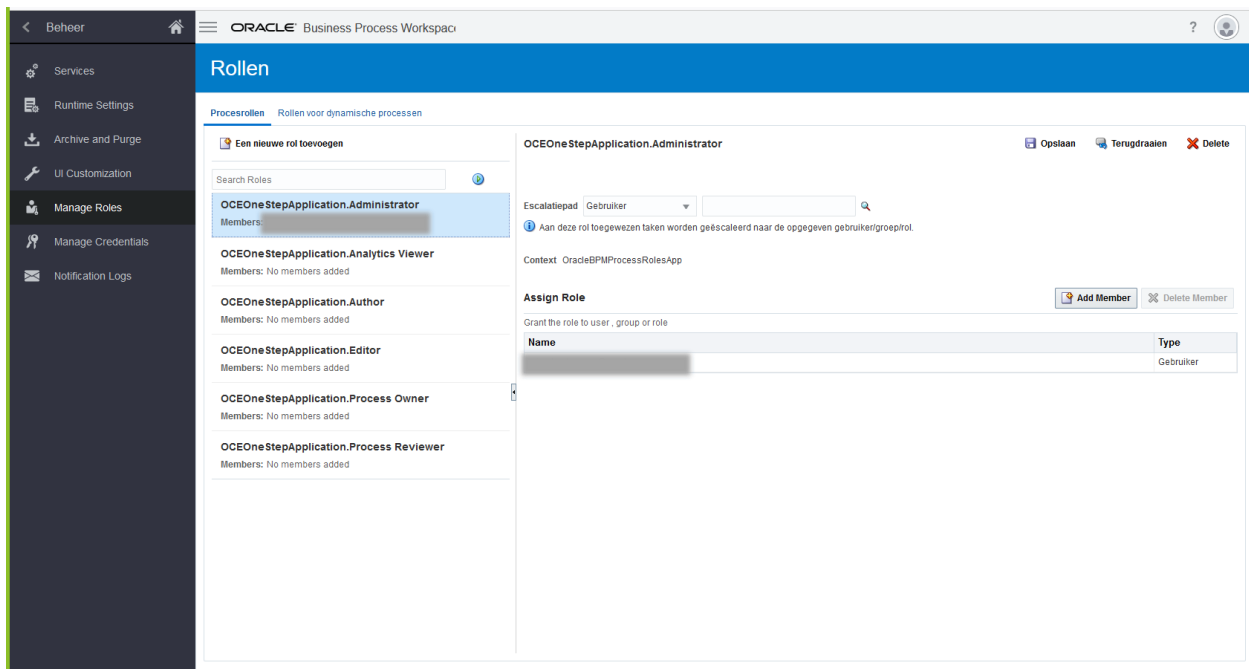 Beheer
ORACLE Business Process Workspac
?
Services
Runtime Settings
Archive and Purge
UI Customization
Manage Roles
Manage Credentials
Notification Logs
Rollen
Procesrollen Rollen voor dynamische processen
Een nieuwe rol toevoegen
Search Roles
OCEOneStepApplication.Administrator
Members:
OCEOneStepApplication.Analytics Viewer
Members: No members added
OCEOneStepApplication.Author
Members: No members added
OCEOneStepApplication.Editor
Members: No members added
OCEOneStepApplication.Process Owner
Members: No members added
OCEOneStepApplication.Process Reviewer
Members: No members added
OCEOneStepApplication.Administrator
Opslaan Terugdraaien Delete
Escalatiepad Gebruiker
Aan deze rol toegewezen taken worden geëscaleerd naar de opgegeven gebruiker/groep/rol.
Context OracleBPMProcessRolesApp
Assign Role
Add Member Delete Member
Grant the role to user , group or role
Name Type
Gebruiker